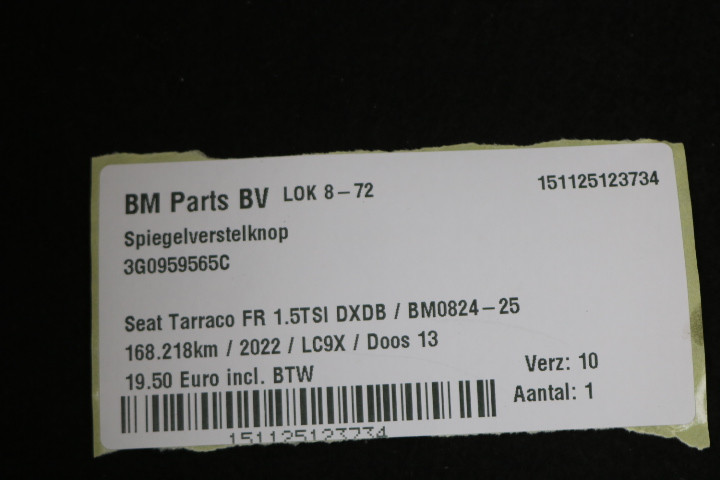 BM Parts BV LOK 8-72 151125123734
Spiegelverstelknop
3G0959565C
Seat Tarraco FR 1.5TSI DXDB / BM0824-25
168.218km / 2022 / LC9X / Doos 13
19.50 Euro incl. BTW Verz: 10
Aantal: 1
151125123734